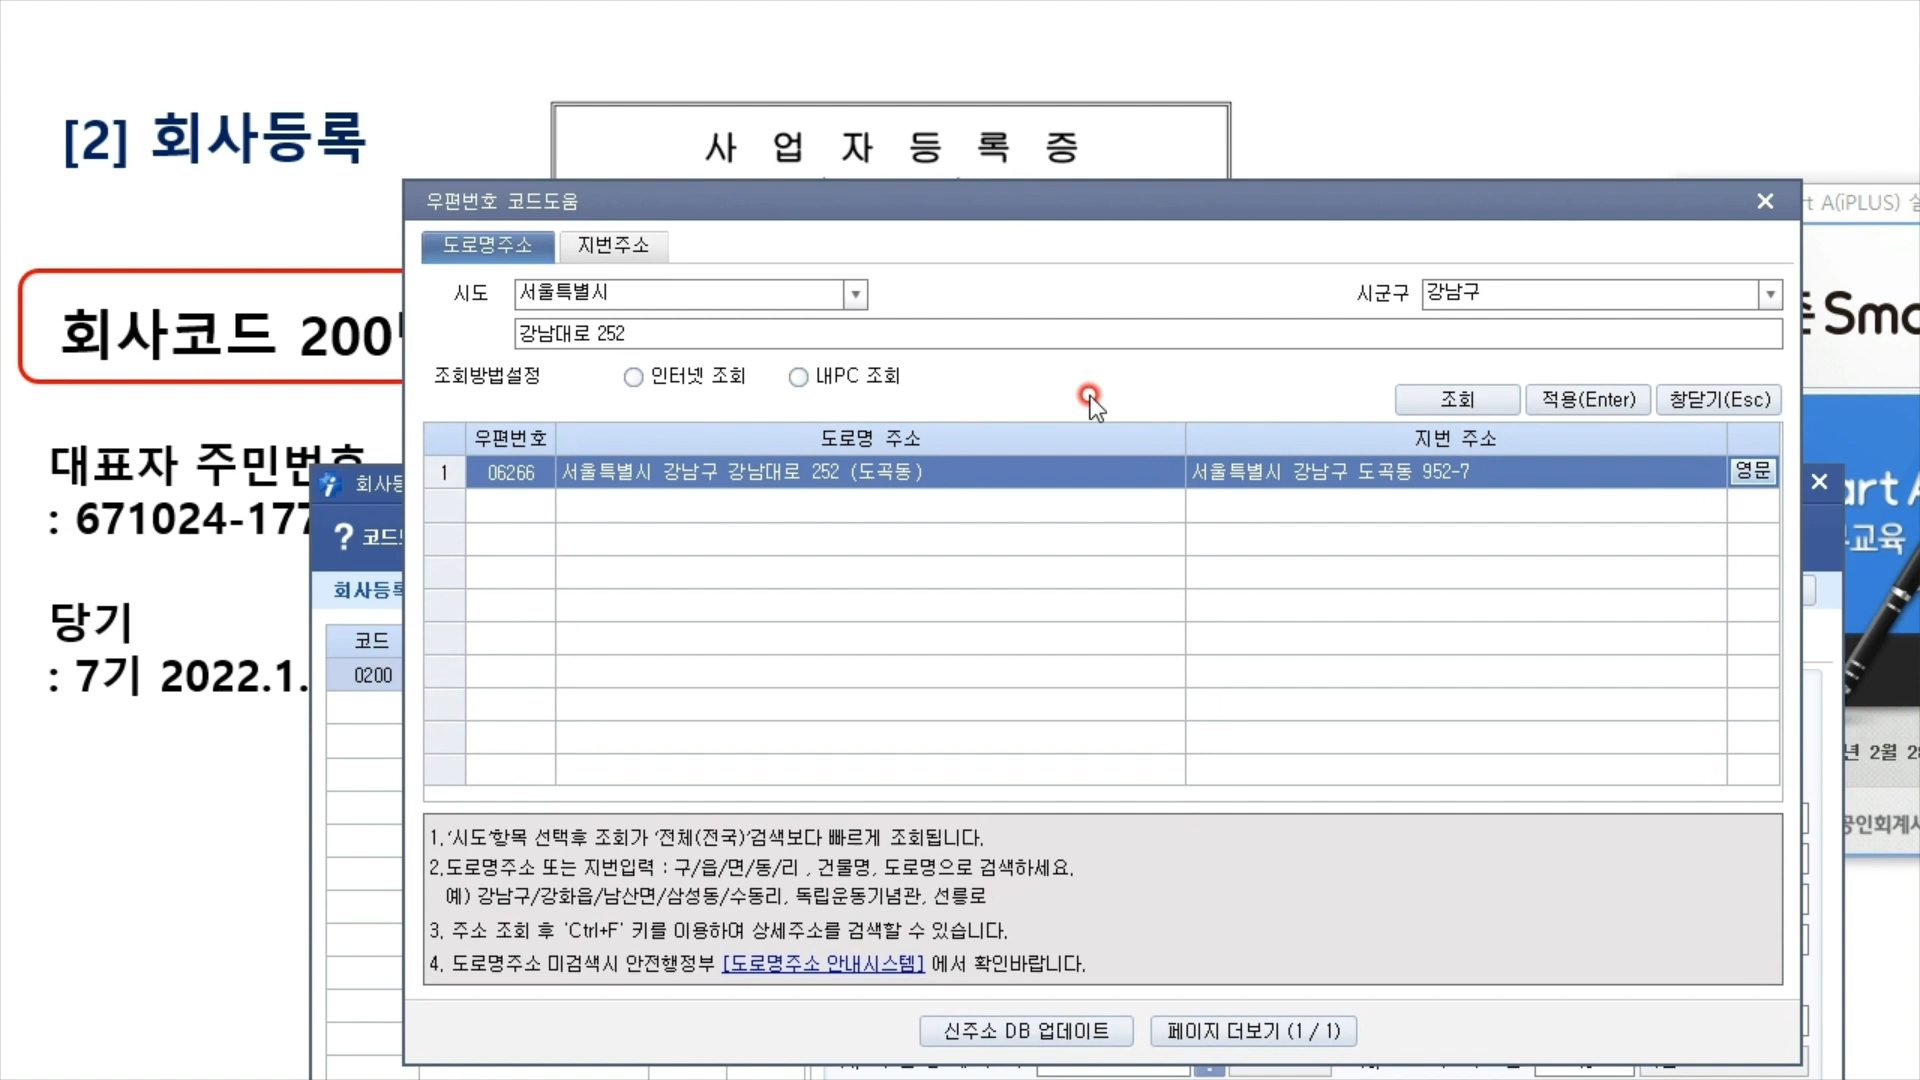 [2] 회사등록
사 업 자 등 록 증
우편번호 코드도움
rt A(iPLUS)
도로명주소 지번주소
시도 서울특별시 시군구 강남구
강남대로 252
Sma
회사코드 200
조회방법설정 인터넷 조회 내PC 조회
조회 적용(Enter) 창닫기(Esc)
우편번호 도로명 주소 지번 주소
1 06266 서울특별시 강남구 강남대로 252 (도곡동) 서울특별시 강남구 도곡동 952-7 영문
대표자 주민번호
: 671024-177
회사등
? 코드
art A
교육
회사등록
당기
: 7기 2022.1.
코드
0200
년 2월 28
공인회계사
1.'시도'항목 선택후 조회가 '전체(전국)'검색보다 빠르게 조회됩니다.
2.도로명주소 또는 지번입력 : 구/읍/면/동/리 , 건물명, 도로명으로 검색하세요.
예) 강남구/강화읍/남산면/삼성동/수동리, 독립운동기념관, 선릉로
3. 주소 조회 후 'Ctrl+F' 키를 이용하여 상세주소를 검색할 수 있습니다.
4. 도로명주소 미검색시 안전행정부 [도로명주소 안내시스템] 에서 확인바랍니다.
신주소 DB 업데이트 페이지 더보기 (1 / 1)